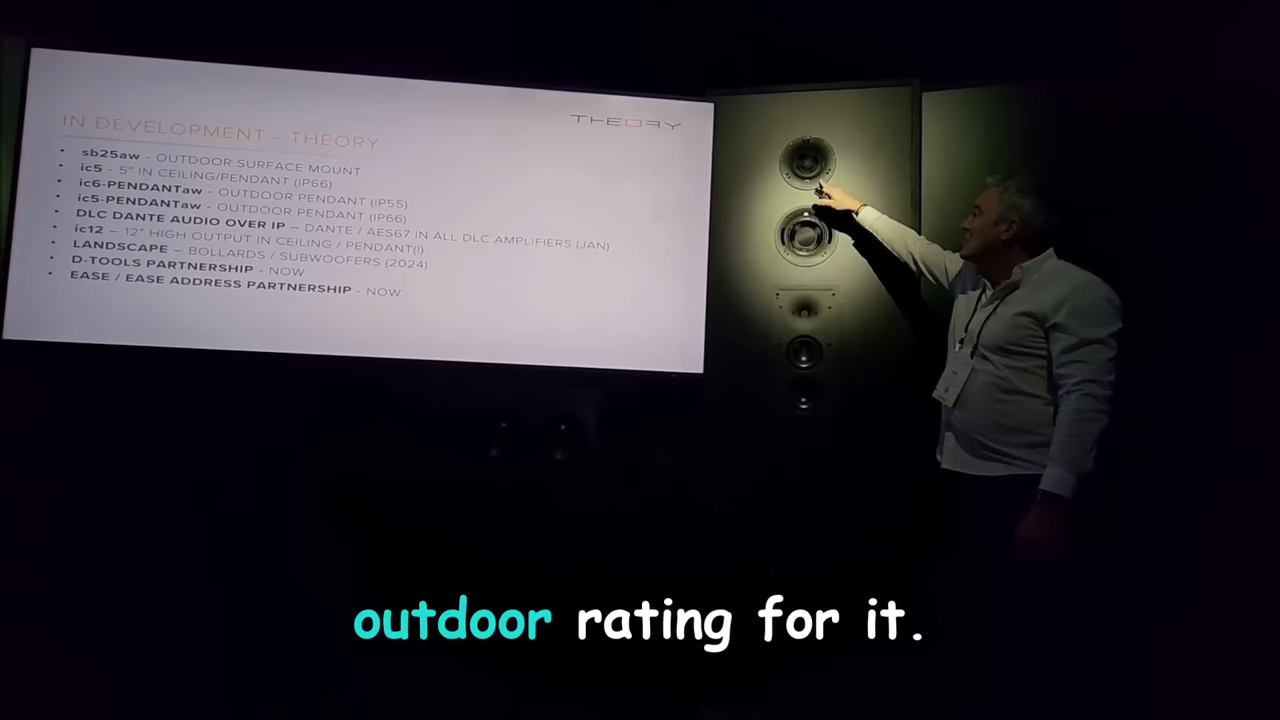 THEORY
IN DEVELOPMENT - THEORY
• sb25aw - OUTDOOR SURFACE MOUNT
• ic5 - 5" IN CEILING/PENDANT (IP66)
• ic6-PENDANTaw - OUTDOOR PENDANT (IP55)
• ic5-PENDANTaw - OUTDOOR PENDANT (IP66)
• DLC DANTE AUDIO OVER IP – DANTE / AES67 IN ALL DLC AMPLIFIERS (JAN)
• ic12 – 12" HIGH OUTPUT IN CEILING / PENDANT(!)
• LANDSCAPE – BOLLARDS / SUBWOOFERS (2024)
• D-TOOLS PARTNERSHIP - NOW
• EASE / EASE ADDRESS PARTNERSHIP - NOW
outdoor rating for it.